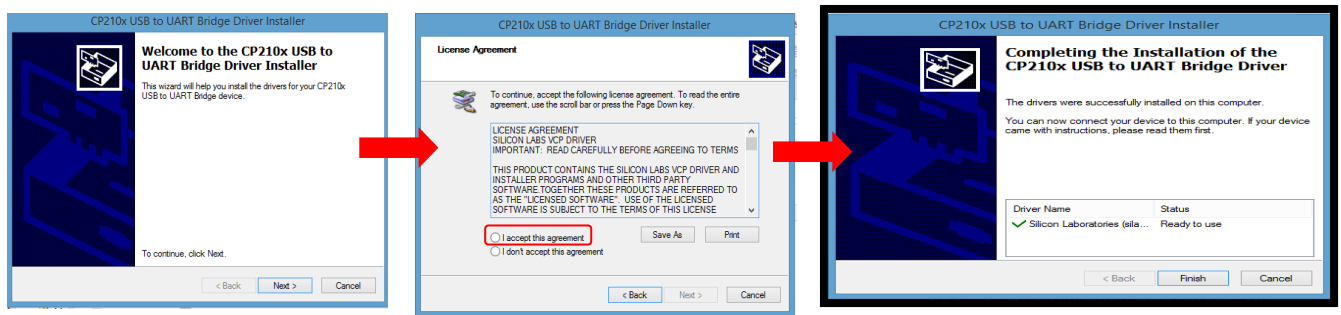 CP210x USB to UART Bridge Driver Installer
Welcome to the CP210x USB to
UART Bridge Driver Installer
This wizard will help you install the drivers for your CP210x
USB to UART Bridge device.
To continue, click Next.
< Back
Next >
Cancel
CP210x USB to UART Bridge Driver Installer
License Agreement
To continue, accept the following license agreement. To read the entire
agreement, use the scroll bar or press the Page Down key.
LICENSE AGREEMENT
SILICON LABS VCP DRIVER
IMPORTANT: READ CAREFULLY BEFORE AGREEING TO TERMS
THIS PRODUCT CONTAINS THE SILICON LABS VCP DRIVER AND
INSTALLER PROGRAMS AND OTHER THIRD PARTY
SOFTWARE.TOGETHER THESE PRODUCTS ARE REFERRED TO
AS THE "LICENSED SOFTWARE". USE OF THE LICENSED
SOFTWARE IS SUBJECT TO THE TERMS OF THIS LICENSE
I accept this agreement
Save As
Print
I don't accept this agreement
< Back
Next >
Cancel
CP210x USB to UART Bridge Driver Installer
Completing the Installation of the
CP210x USB to UART Bridge Driver
The drivers were successfully installed on this computer.
You can now connect your device to this computer. If your device
came with instructions, please read them first.
Driver Name Status
Silicon Laboratories (sila... Ready to use
< Back
Finish
Cancel